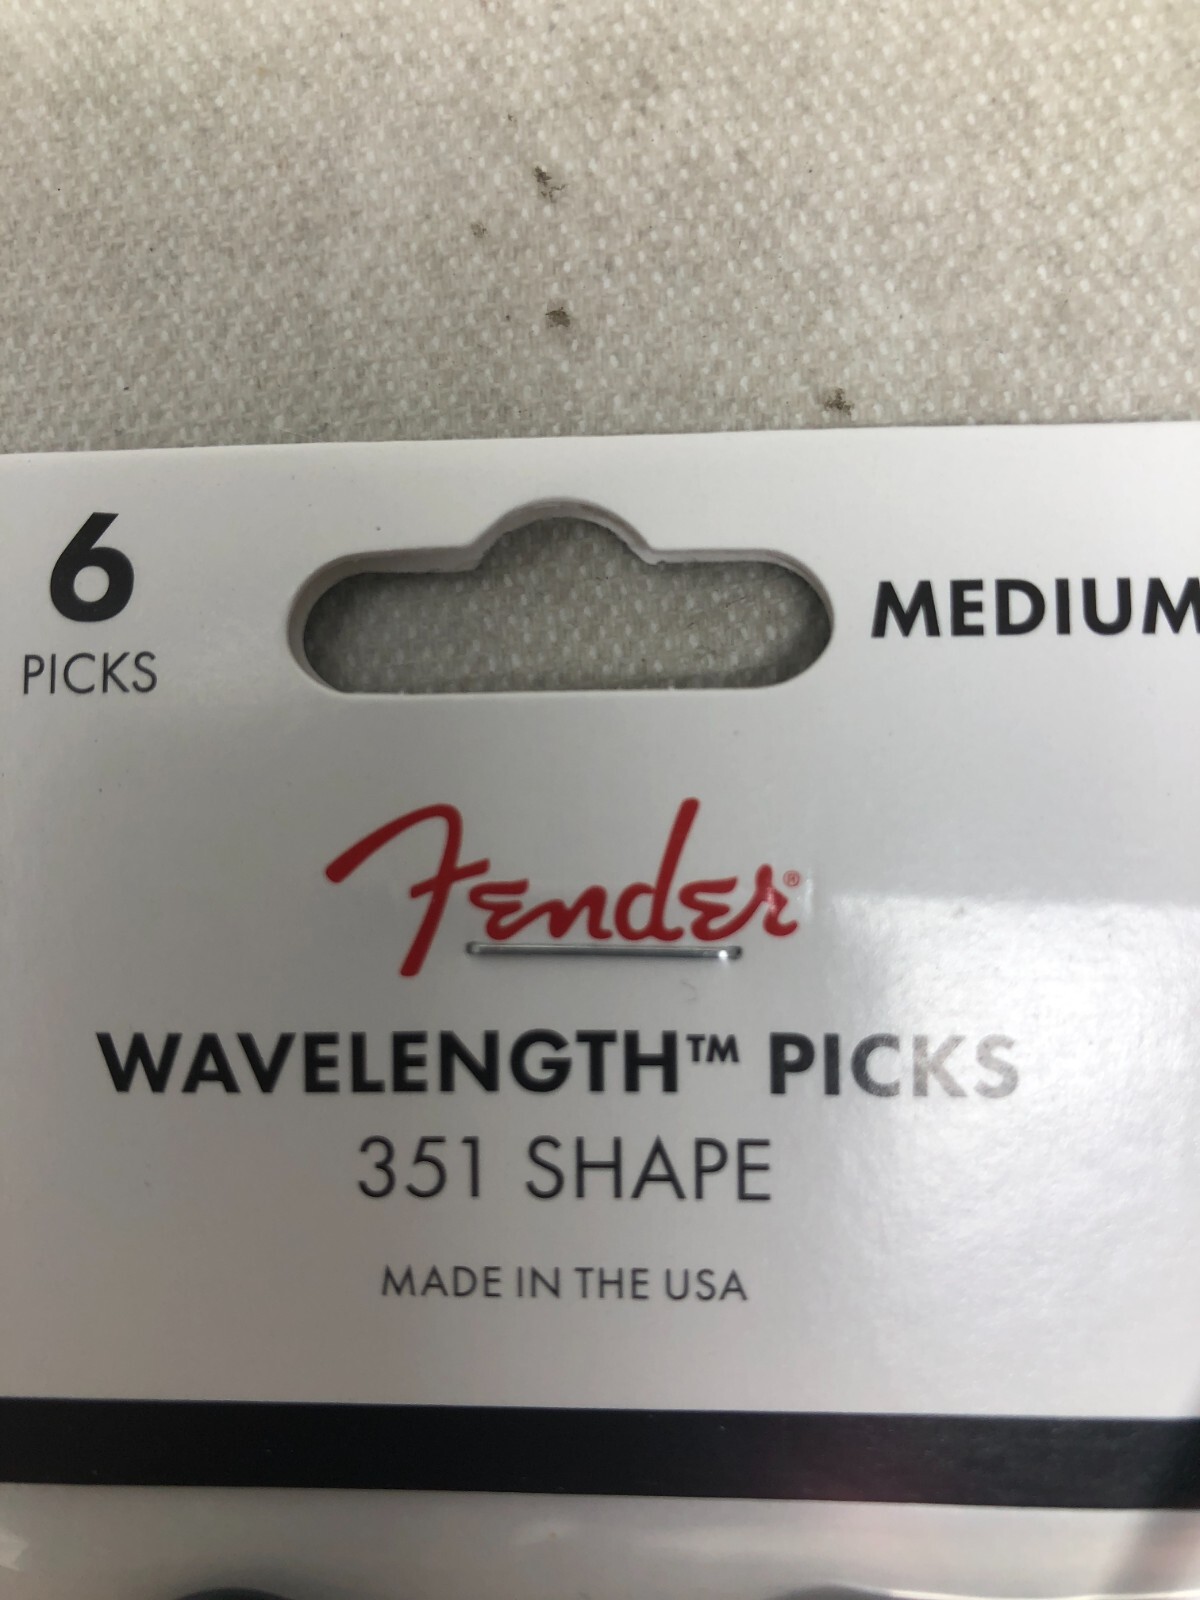 6
PICKS
MEDIUM
Fender®
WAVELENGTH™ PICKS
351 SHAPE
MADE IN THE USA